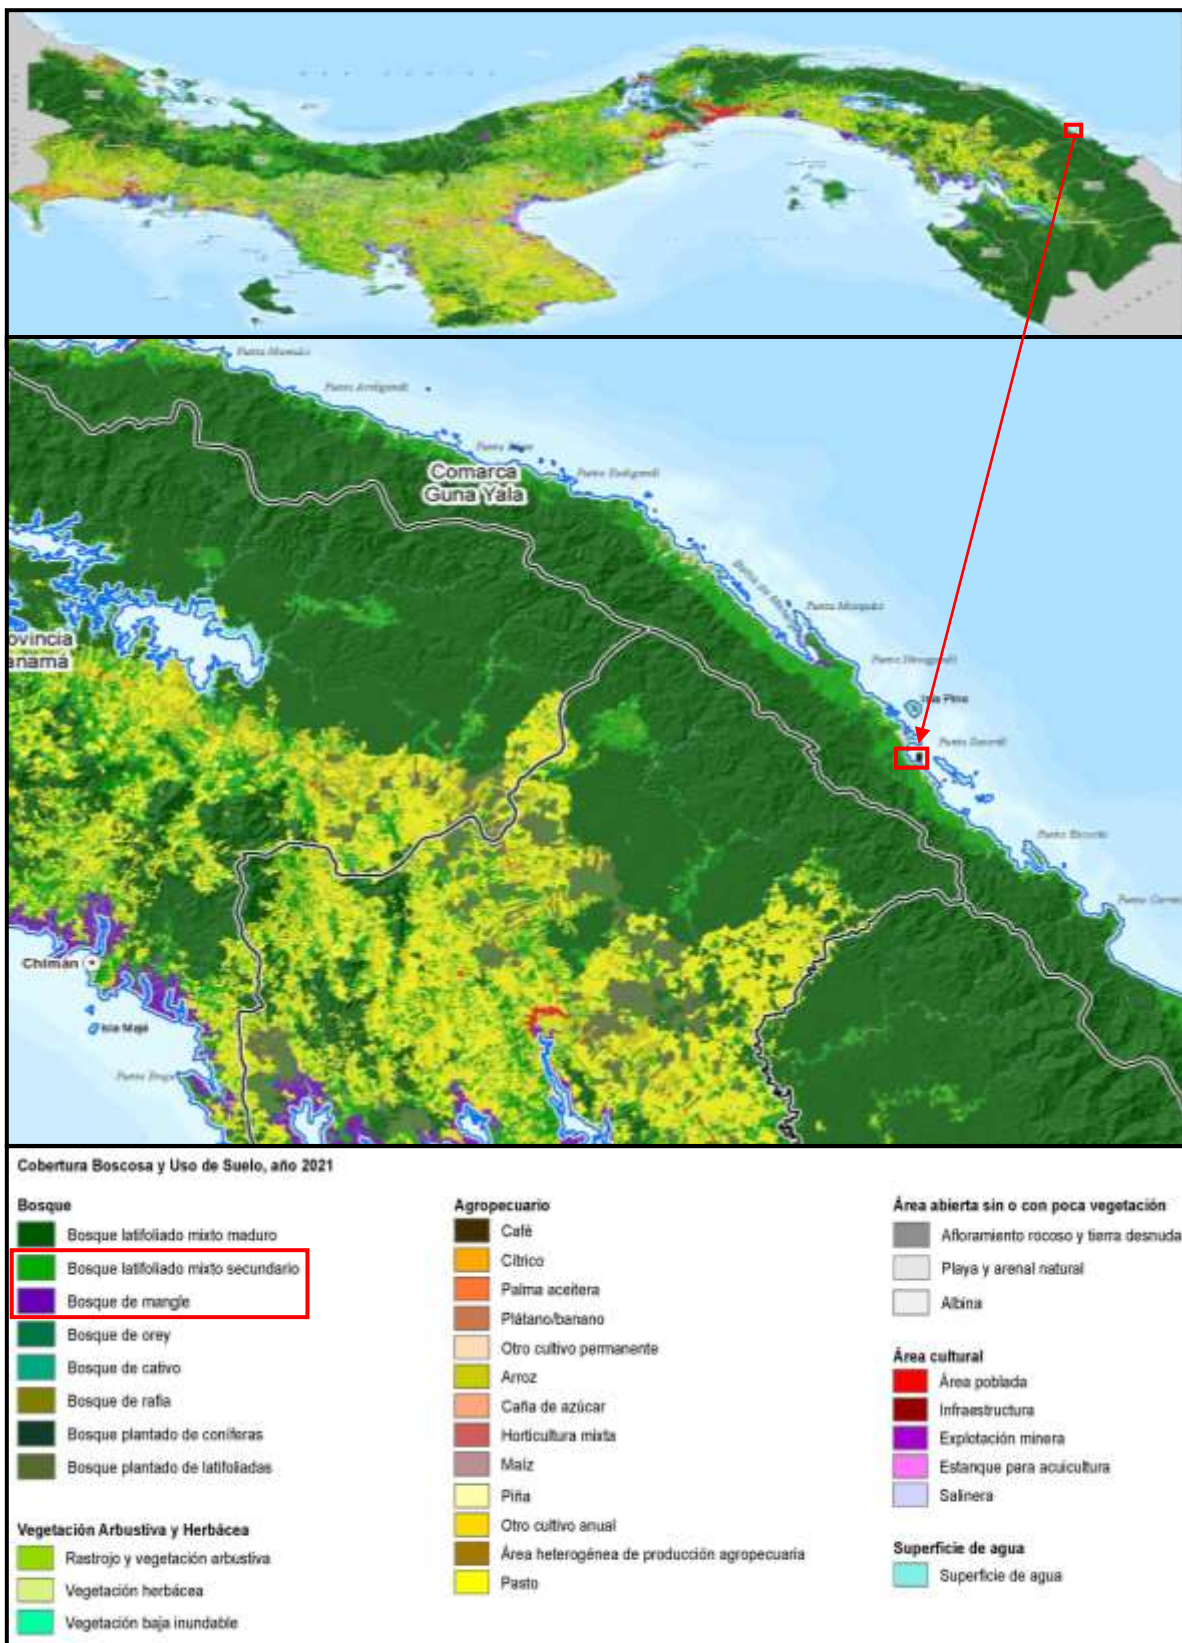 Comarca
Guna Yala
Isla Pino
ovincia
anamá
Chimán
Isla Majé
Cobertura Boscosa y Uso de Suelo, año 2021
Bosque
Bosque latifoliado mixto maduro
Bosque latifoliado mixto secundario
Bosque de mangle
Bosque de orey
Bosque de cativo
Bosque de rafia
Bosque plantado de coníferas
Bosque plantado de latifoliadas
Vegetación Arbustiva y Herbácea
Rastrojo y vegetación arbustiva
Vegetación herbácea
Vegetación baja inundable
Agropecuario
Café
Cítrico
Palma aceitera
Plátano/banano
Otro cultivo permanente
Arroz
Caña de azúcar
Horticultura mixta
Maíz
Piña
Otro cultivo anual
Área heterogénea de producción agropecuaria
Pasto
Área abierta sin o con poca vegetación
Afloramiento rocoso y tierra desnuda
Playa y arenal natural
Albina
Área cultural
Área poblada
Infraestructura
Explotación minera
Estanque para acuicultura
Salinera
Superficie de agua
Superficie de agua